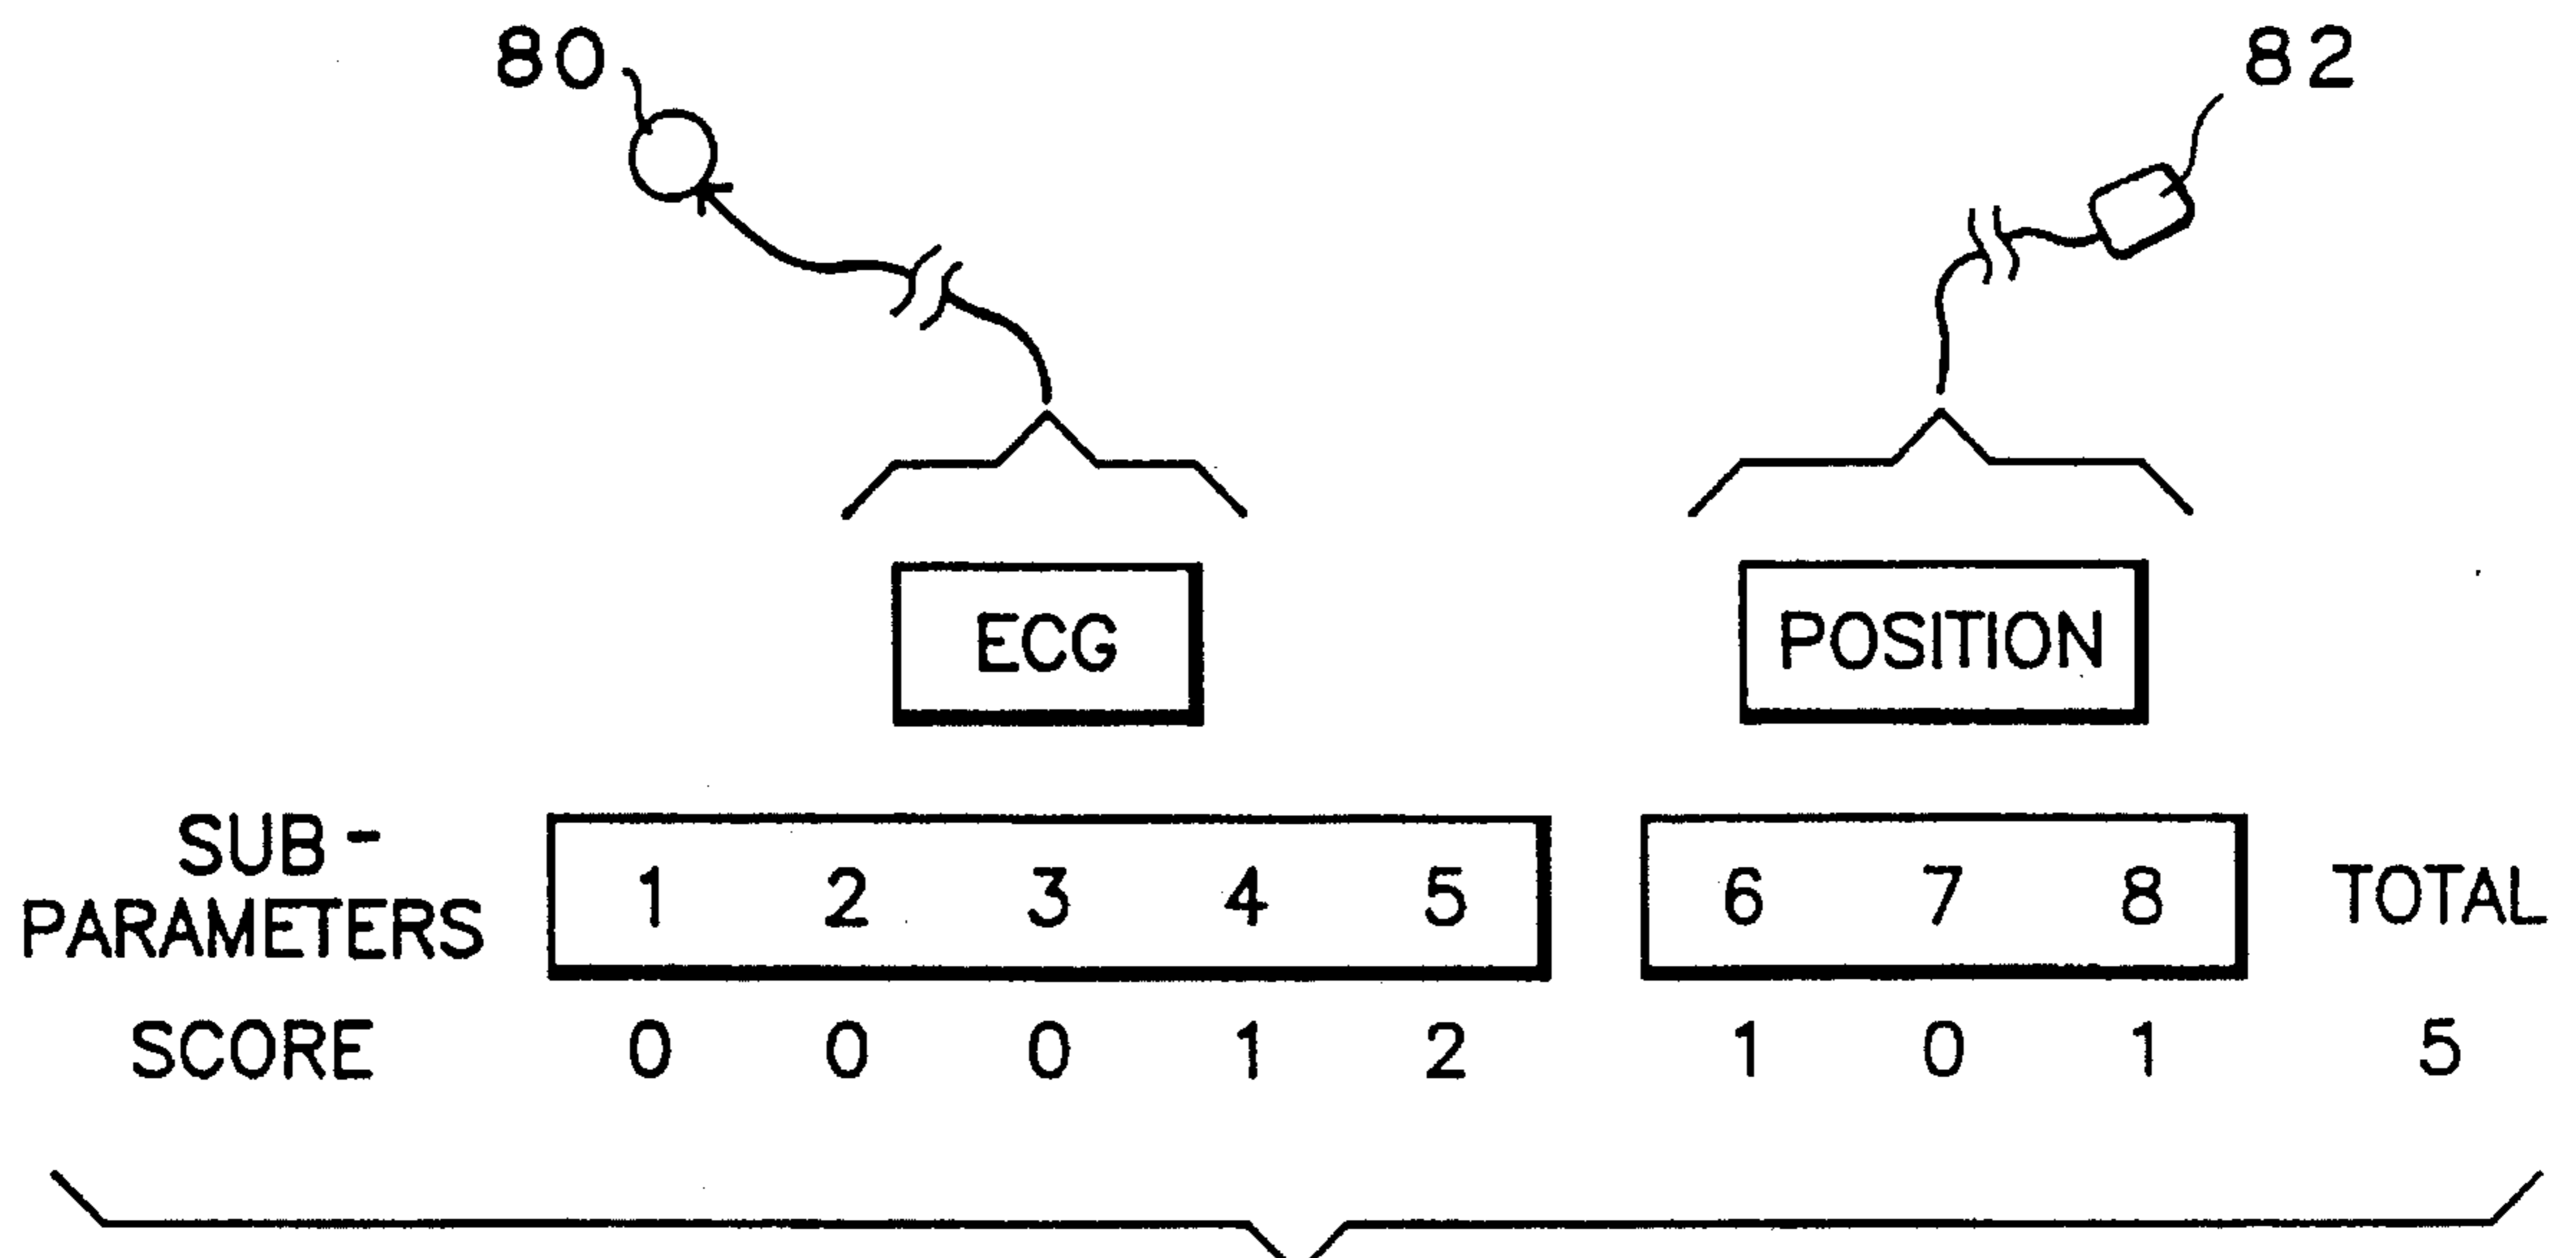 80
82
ECG
POSITION
SUB-
PARAMETERS
1 2 3 4 5 6 7 8 TOTAL
SCORE 0 0 0 1 2 1 0 1 5